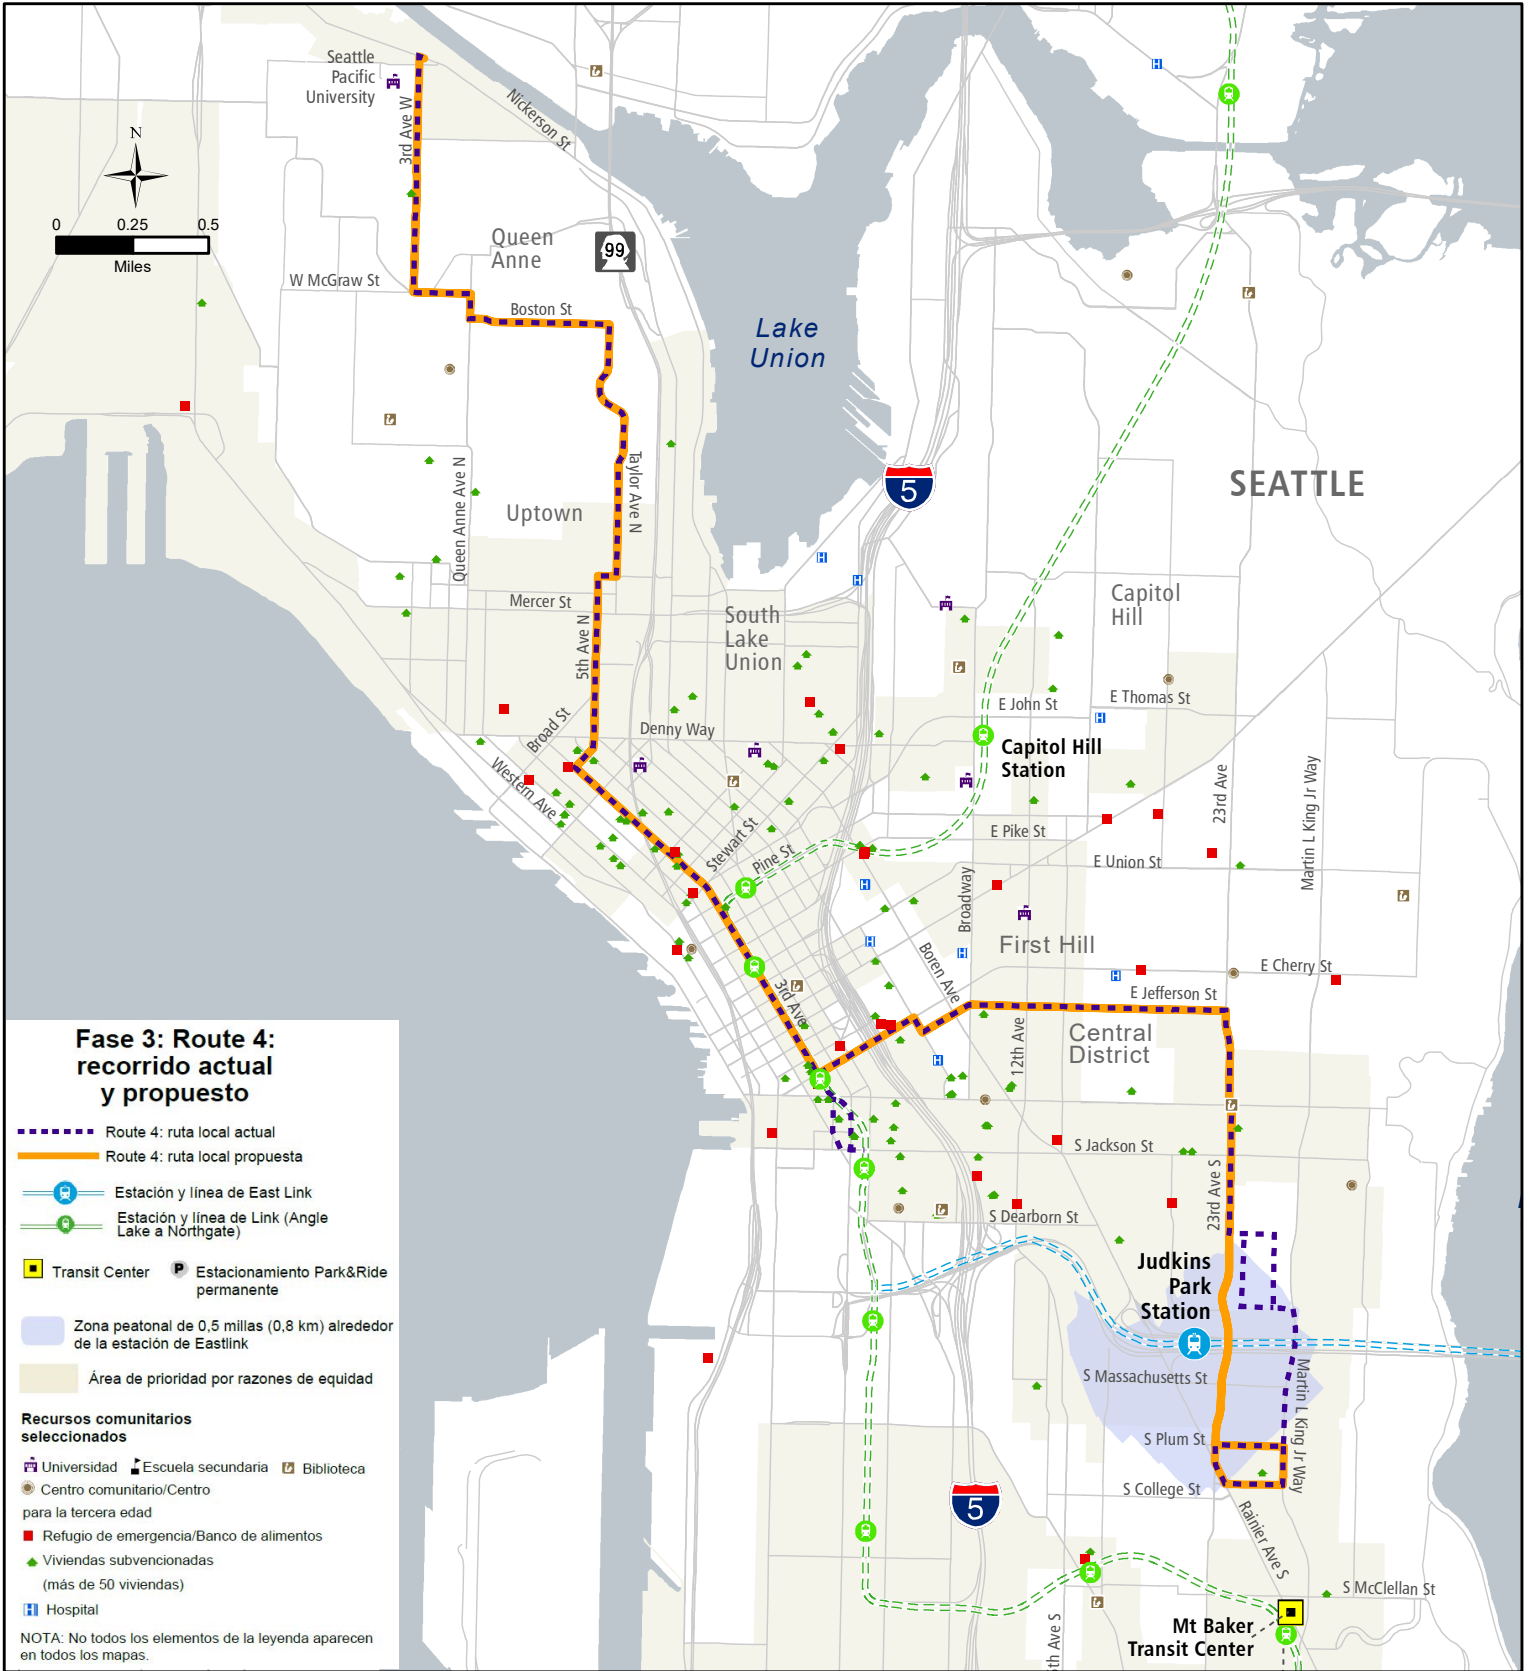 Seattle
Pacific
University
3rd Ave W
Nickerson St
N
0 0.25 0.5
Miles
Queen
Anne
99
W McGraw St
Boston St
Lake
Union
5
SEATTLE
Taylor Ave N
Queen Anne Ave N
Uptown
Mercer St
5th Ave N
South
Lake
Union
Capitol
Hill
E John St
E Thomas St
Capitol Hill
Station
Denny Way
Broad St
Western Ave
Stewart St
Pine St
E Pike St
E Union St
23rd Ave
Martin L King Jr Way
Broadway
First Hill
Boren Ave
3rd Ave
E Cherry St
E Jefferson St
Central
District
12th Ave
S Jackson St
23rd Ave S
S Dearborn St
Judkins
Park
Station
S Massachusetts St
Martin L King Jr Way
S Plum St
S College St
5
Rainier Ave S
S McClellan St
Mt Baker
Transit Center
th Ave S
Fase 3: Route 4:
recorrido actual
y propuesto
Route 4: ruta local actual
Route 4: ruta local propuesta
Estación y línea de East Link
Estación y línea de Link (Angle
Lake a Northgate)
Transit Center
P Estacionamiento Park&Ride
permanente
Zona peatonal de 0,5 millas (0,8 km) alrededor
de la estación de Eastlink
Área de prioridad por razones de equidad
Recursos comunitarios
seleccionados
Universidad Escuela secundaria Biblioteca
Centro comunitario/Centro
para la tercera edad
Refugio de emergencia/Banco de alimentos
Viviendas subvencionadas
(más de 50 viviendas)
H Hospital
NOTA: No todos los elementos de la leyenda aparecen
en todos los mapas.